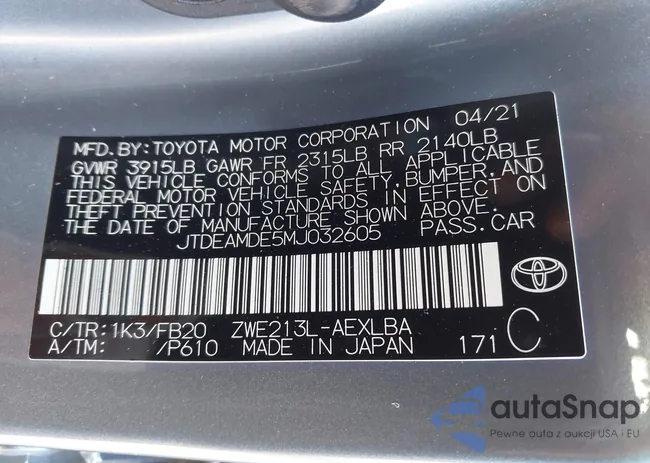 MFD. BY: TOYOTA MOTOR CORPORATION 04/21
GVWR 3915LB GAWR FR 2315LB RR 2140LB
THIS VEHICLE CONFORMS TO ALL APPLICABLE
FEDERAL MOTOR VEHICLE SAFETY, BUMPER, AND
THEFT PREVENTION STANDARDS IN EFFECT ON
THE DATE OF MANUFACTURE SHOWN ABOVE.
JTDEAMDE5MJ032605 PASS. CAR
C/TR: 1K3/FB20 ZWE213L-AEXLBA
A/TM: /P610 MADE IN JAPAN 171 C
autaSnap
Pewne auta z aukcji USA i EU